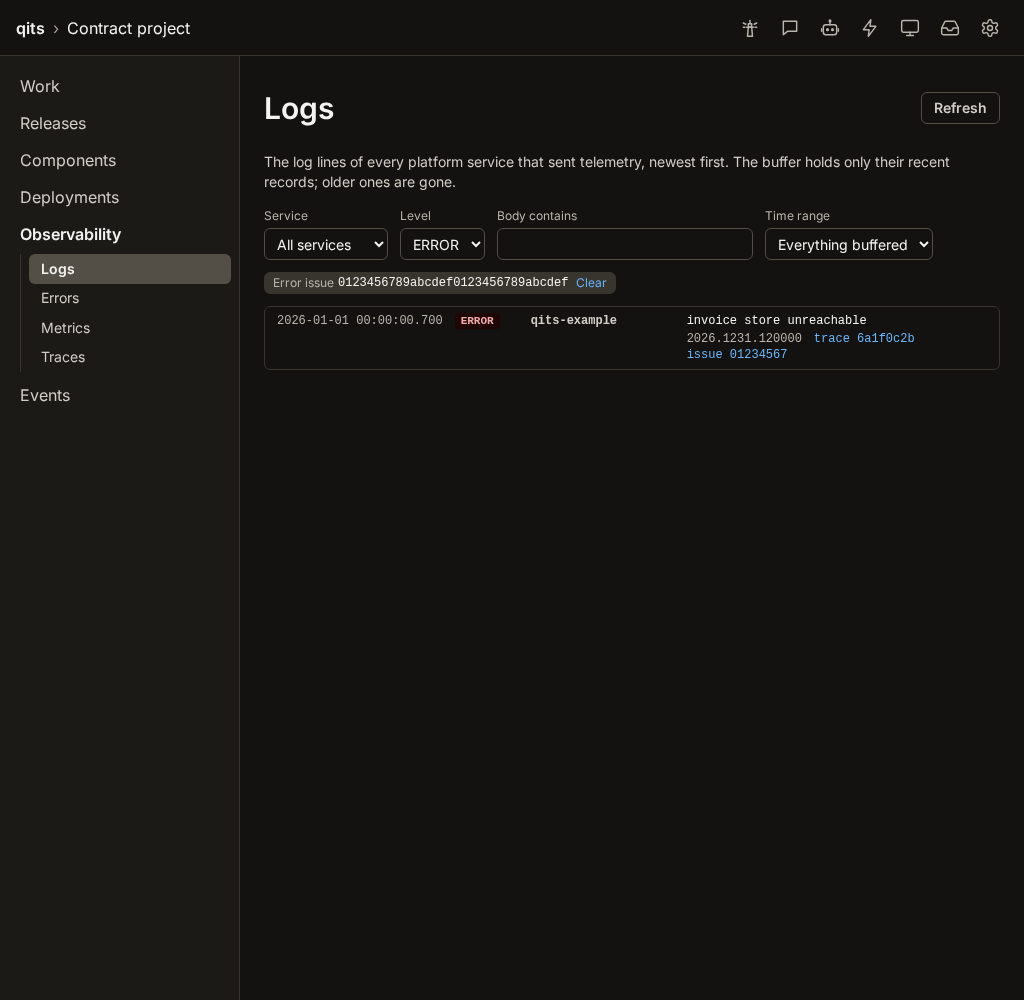 qits › Contract project
Work
Releases
Components
Deployments
Observability
Logs
Errors
Metrics
Traces
Events
Logs
Refresh
The log lines of every platform service that sent telemetry, newest first. The buffer holds only their recent
records; older ones are gone.
Service Level Body contains Time range
All services ERROR Everything buffered
Error issue 0123456789abcdef0123456789abcdef Clear
2026-01-01 00:00:00.700 ERROR qits-example invoice store unreachable
2026.1231.120000 trace 6a1f0c2b
issue 01234567